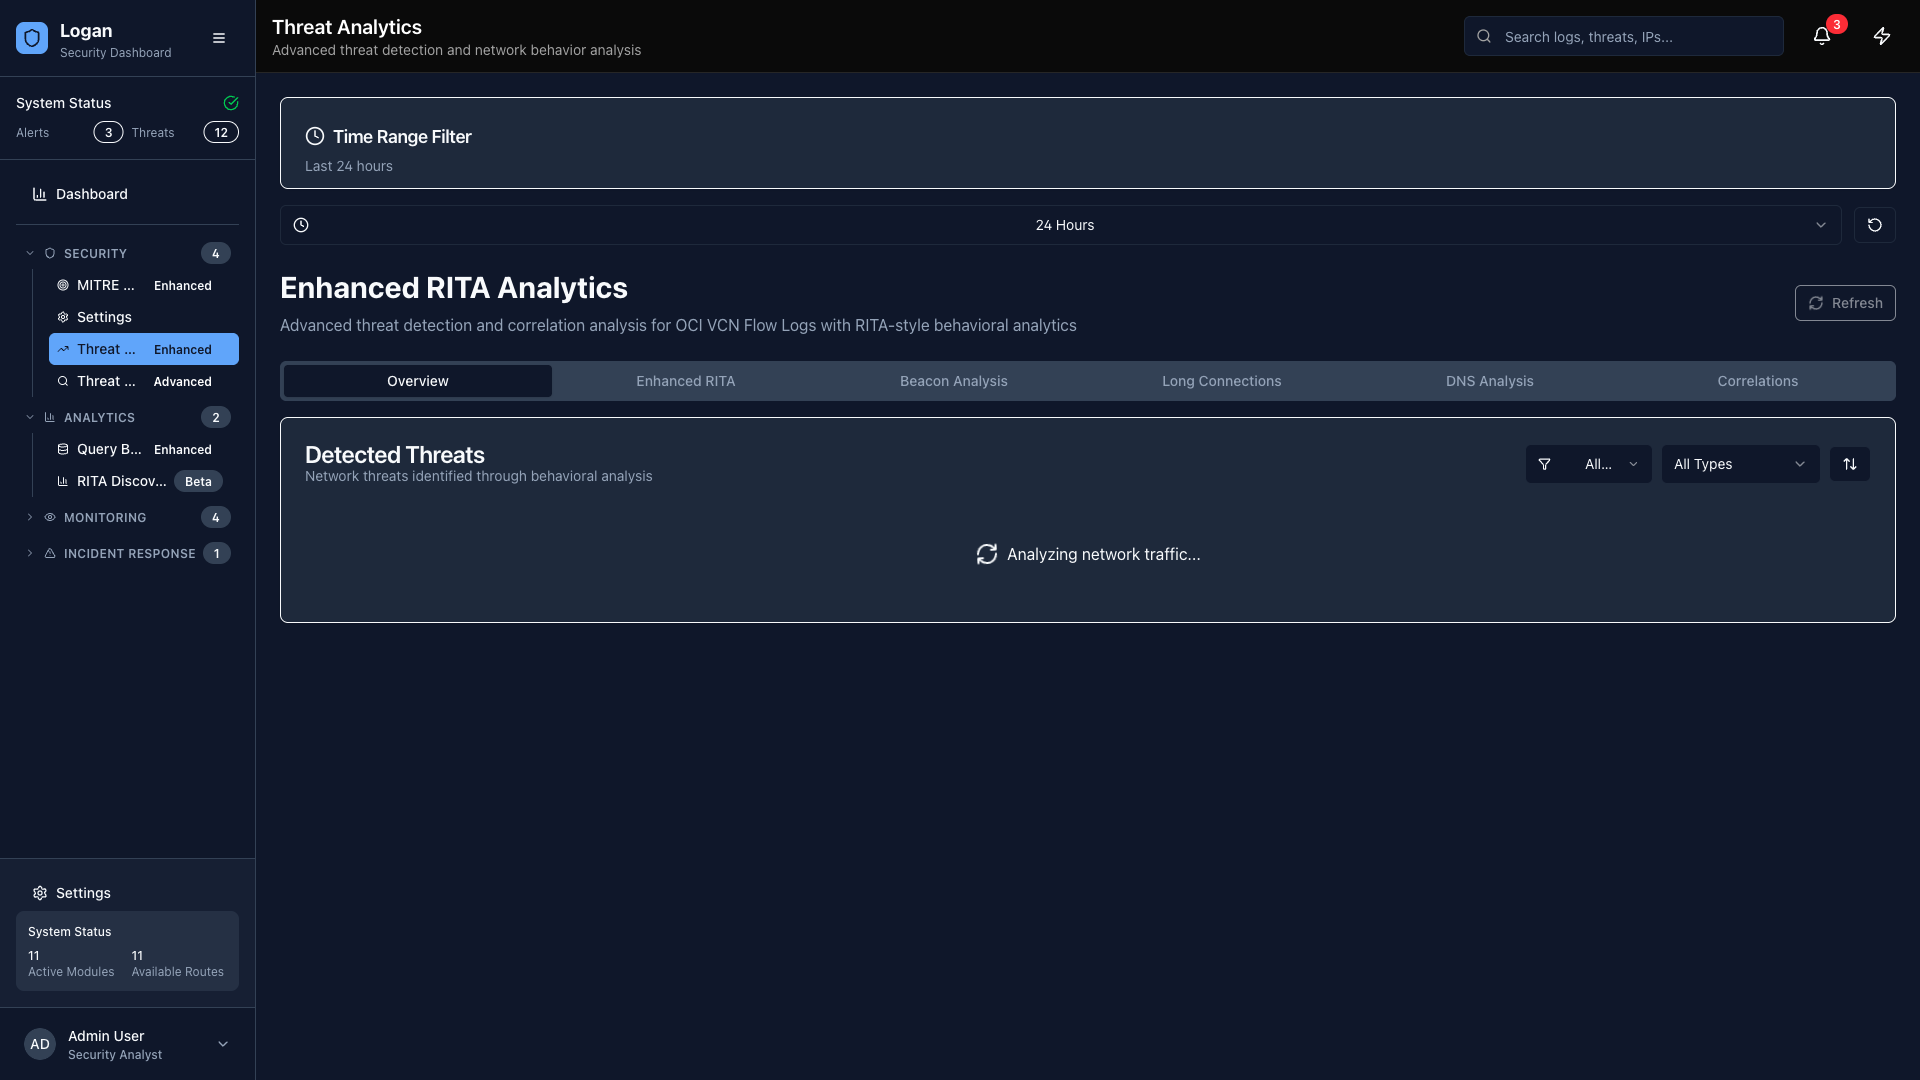 Logan
Security Dashboard
System Status
Alerts 3 Threats 12
Dashboard
SECURITY 4
MITRE ... Enhanced
Settings
Threat ... Enhanced
Threat ... Advanced
ANALYTICS 2
Query B... Enhanced
RITA Discov... Beta
MONITORING 4
INCIDENT RESPONSE 1
Settings
System Status
11 11
Active Modules Available Routes
AD
Admin User
Security Analyst
Threat Analytics
Advanced threat detection and network behavior analysis
Search logs, threats, IPs...
3
Time Range Filter
Last 24 hours
24 Hours
Enhanced RITA Analytics
Advanced threat detection and correlation analysis for OCI VCN Flow Logs with RITA-style behavioral analytics
Refresh
Overview Enhanced RITA Beacon Analysis Long Connections DNS Analysis Correlations
Detected Threats
Network threats identified through behavioral analysis
All... All Types
Analyzing network traffic...